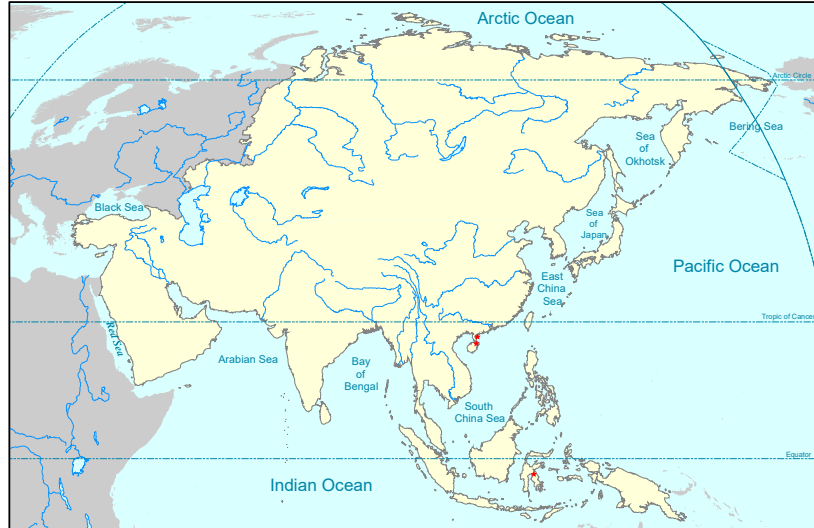 Arctic Ocean
Arctic Circle
Bering Sea
Sea
of
Okhotsk
Black Sea
Sea
of
Japan
Pacific Ocean
East
China
Sea
Tropic of Cancer
Red Sea
Arabian Sea
Bay
of
Bengal
South
China Sea
Equator
Indian Ocean